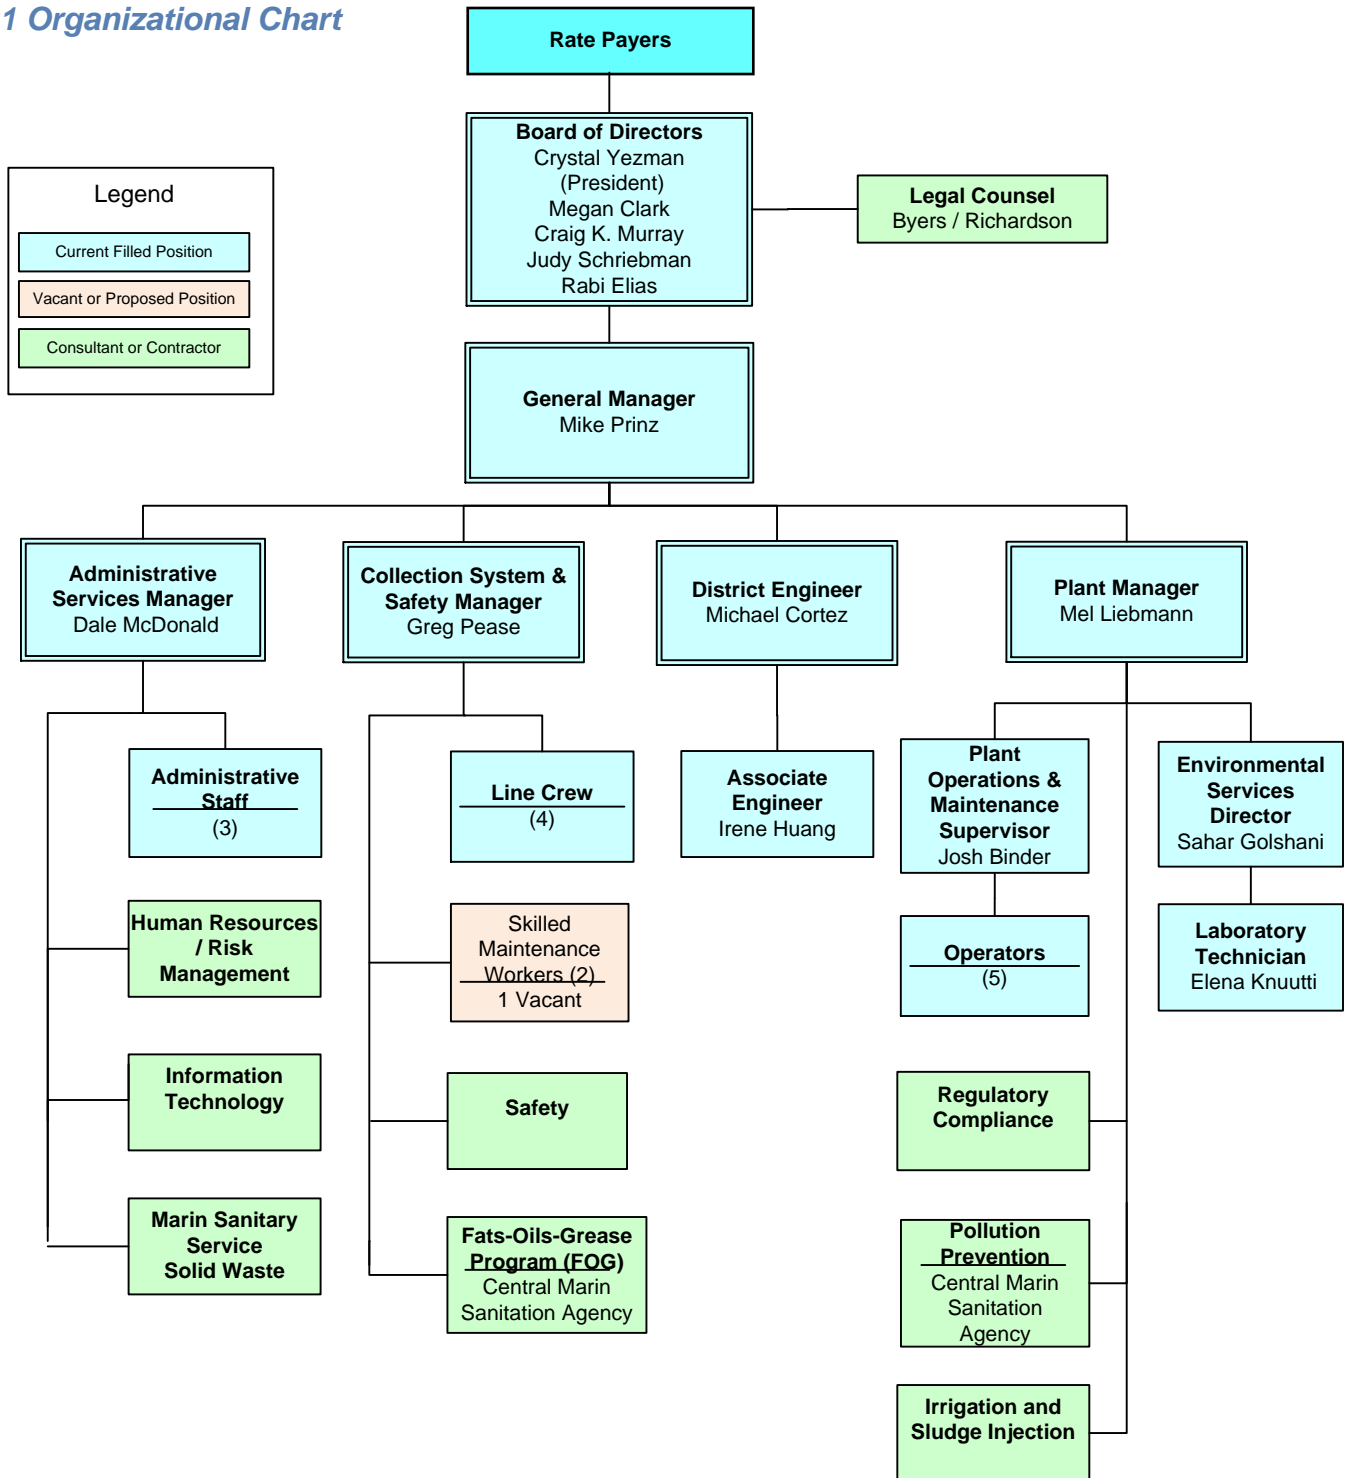 1 Organizational Chart
Rate Payers
Board of Directors
Crystal Yezman
(President)
Megan Clark
Craig K. Murray
Judy Schriebman
Rabi Elias
Legal Counsel
Byers / Richardson
Legend
Current Filled Position
Vacant or Proposed Position
Consultant or Contractor
General Manager
Mike Prinz
Administrative
Services Manager
Dale McDonald
Collection System &
Safety Manager
Greg Pease
District Engineer
Michael Cortez
Plant Manager
Mel Liebmann
Administrative
Staff
(3)
Line Crew
(4)
Associate
Engineer
Irene Huang
Plant
Operations &
Maintenance
Supervisor
Josh Binder
Environmental
Services
Director
Sahar Golshani
Human Resources
/ Risk
Management
Skilled
Maintenance
Workers (2)
1 Vacant
Operators
(5)
Laboratory
Technician
Elena Knuutti
Information
Technology
Safety
Regulatory
Compliance
Marin Sanitary
Service
Solid Waste
Fats-Oils-Grease
Program (FOG)
Central Marin
Sanitation Agency
Pollution
Prevention
Central Marin
Sanitation
Agency
Irrigation and
Sludge Injection